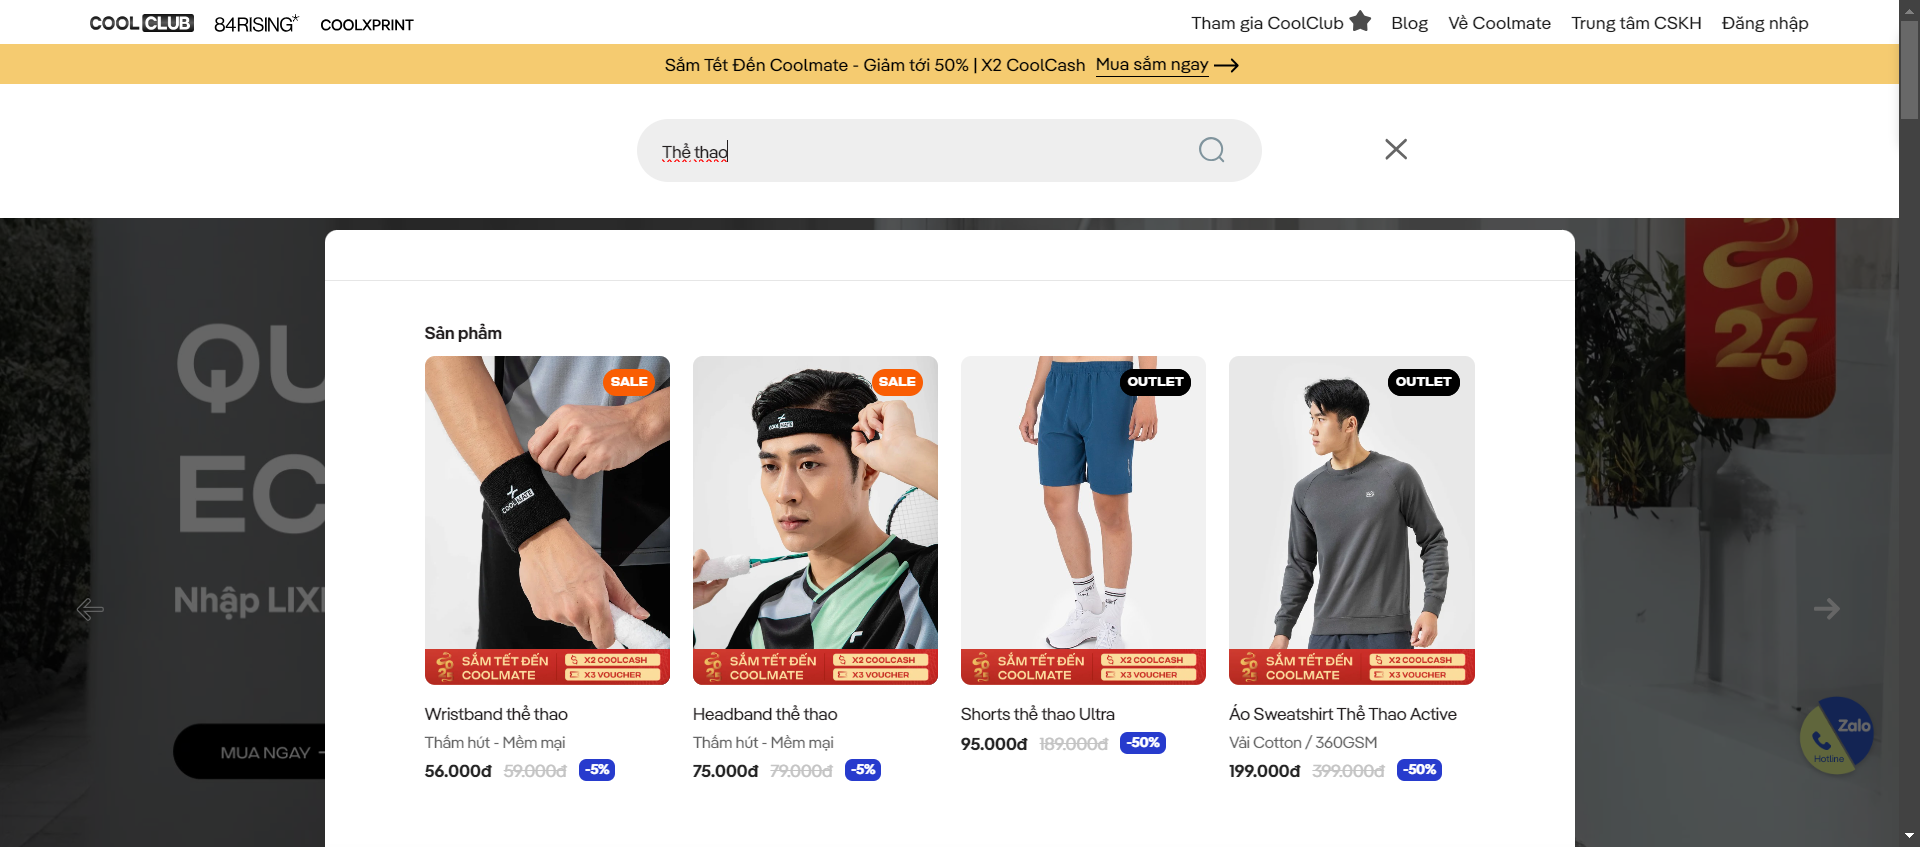 COOL CLUB 84RISING* COOLXPRINT
Tham gia CoolClub Blog Về Coolmate Trung tâm CSKH Đăng nhập
Sắm Tết Đến Coolmate - Giảm tới 50% | X2 CoolCash Mua sắm ngay
Thể thao
QU
EC
Nhập LIXI
MUA NGAY
2025
Sản phẩm
SALE
COOLMATE
SẮM TẾT ĐẾN
COOLMATE
X2 COOLCASH
X3 VOUCHER
Wristband thể thao
Thấm hút - Mềm mại
56.000đ 59.000đ -5%
SALE
COOLMATE
SẮM TẾT ĐẾN
COOLMATE
X2 COOLCASH
X3 VOUCHER
Headband thể thao
Thấm hút - Mềm mại
75.000đ 79.000đ -5%
OUTLET
SẮM TẾT ĐẾN
COOLMATE
X2 COOLCASH
X3 VOUCHER
Shorts thể thao Ultra
95.000đ 189.000đ -50%
OUTLET
SẮM TẾT ĐẾN
COOLMATE
X2 COOLCASH
X3 VOUCHER
Áo Sweatshirt Thể Thao Active
Vải Cotton / 360GSM
199.000đ 399.000đ -50%
Zalo
Hotline